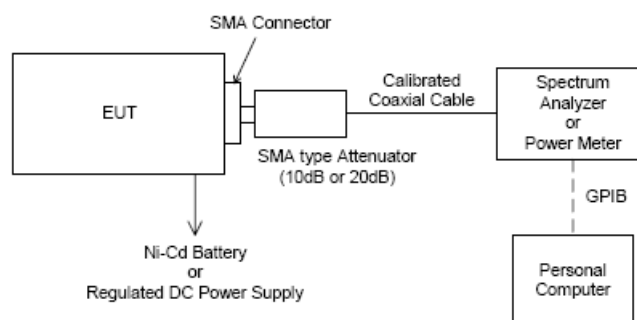 SMA Connector
EUT
Calibrated
Coaxial Cable
Spectrum
Analyzer
or
Power Meter
SMA type Attenuator
(10dB or 20dB)
GPIB
Ni-Cd Battery
or
Regulated DC Power Supply
Personal
Computer